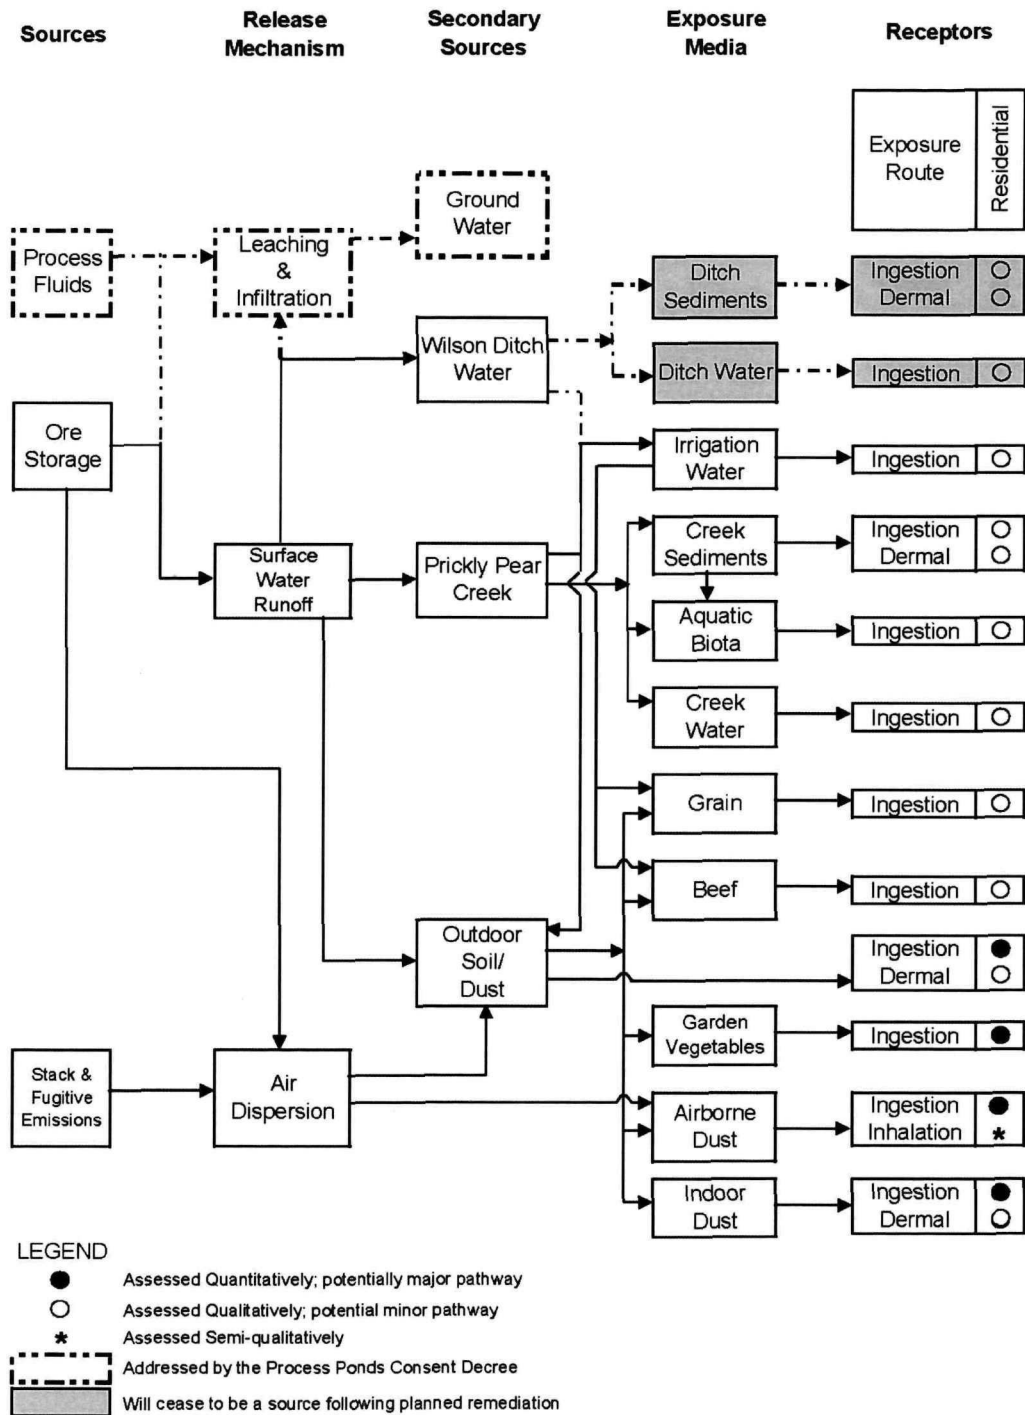 Sources
Release
Mechanism
Secondary
Sources
Exposure
Media
Receptors
Exposure
Route
Residential
Process
Fluids
Leaching
&
Infiltration
Ground
Water
Ditch
Sediments
Ingestion
Dermal
Wilson Ditch
Water
Ditch Water
Ingestion
Ore
Storage
Irrigation
Water
Ingestion
Surface
Water
Runoff
Prickly Pear
Creek
Creek
Sediments
Ingestion
Dermal
Aquatic
Biota
Ingestion
Creek
Water
Ingestion
Grain
Ingestion
Beef
Ingestion
Outdoor
Soil/
Dust
Ingestion
Dermal
Garden
Vegetables
Ingestion
Stack &
Fugitive
Emissions
Air
Dispersion
Airborne
Dust
Ingestion
Inhalation
*
Indoor
Dust
Ingestion
Dermal
LEGEND
Assessed Quantitatively; potentially major pathway
Assessed Qualitatively; potential minor pathway
* Assessed Semi-qualitatively
Addressed by the Process Ponds Consent Decree
Will cease to be a source following planned remediation